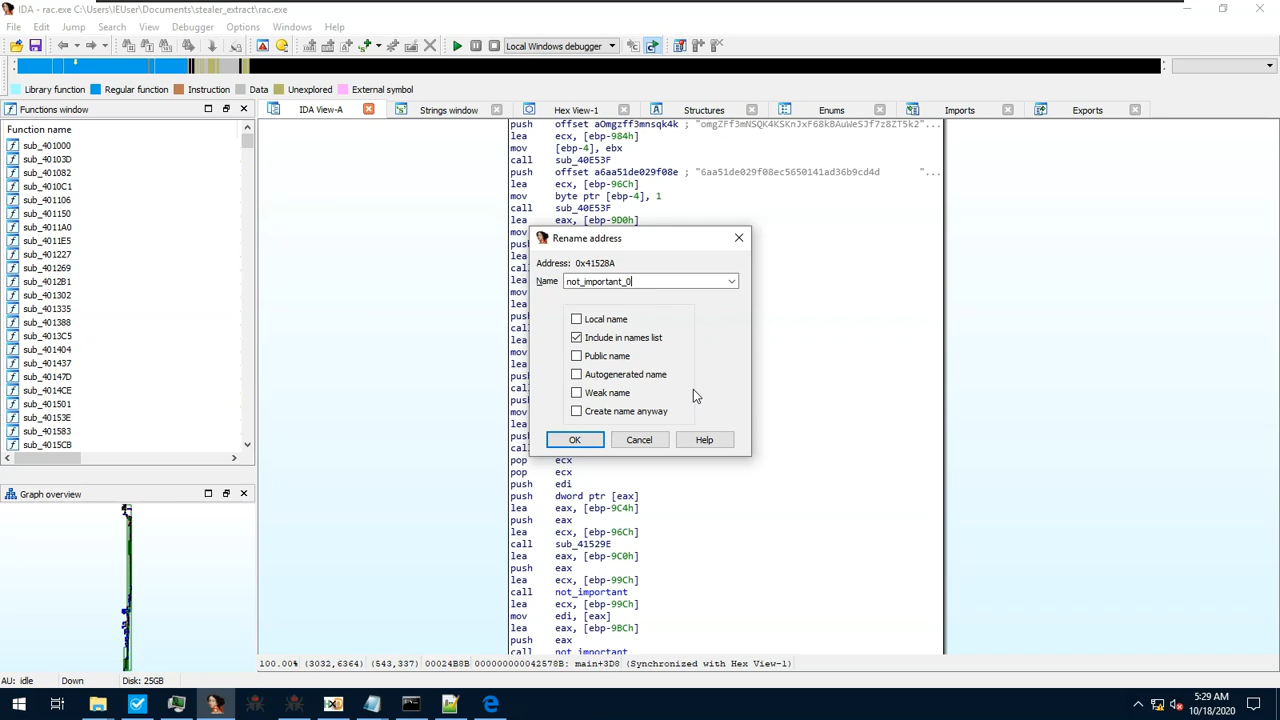 IDA - rac.exe C:\Users\IEUser\Documents\stealer_extract\rac.exe
File Edit Jump Search View Debugger Options Windows Help
Local Windows debugger
Library function Regular function Instruction Data Unexplored External symbol
Functions window
IDA View-A Strings window Hex View-1 Structures Enums Imports Exports
Function name
sub_401000
sub_40103D
sub_401082
sub_4010C1
sub_401106
sub_401150
sub_4011A0
sub_4011E5
sub_401227
sub_401269
sub_4012B1
sub_401302
sub_401335
sub_401388
sub_4013C5
sub_401404
sub_401437
sub_40147D
sub_4014CE
sub_401501
sub_40153E
sub_401583
sub_4015CB
Graph overview
push offset aOmgzff3mnsqk4k ; "omgZFf3mNSQK4KSKnJxF68kBAuWeSJf7z8ZT5k2"...
lea ecx, [ebp-984h]
mov [ebp-4], ebx
call sub_40E53F
push offset a6aa51de029f08e ; "6aa51de029f08ec5650141ad36b9cd4d "...
lea ecx, [ebp-96Ch]
mov byte ptr [ebp-4], 1
call sub_40E53F
lea eax, [ebp-9D0h]
Rename address
Address: 0x41528A
Name not_important_0
Local name
Include in names list
Public name
Autogenerated name
Weak name
Create name anyway
OK Cancel Help
pop ecx
pop ecx
push edi
push dword ptr [eax]
lea eax, [ebp-9C4h]
push eax
lea ecx, [ebp-96Ch]
call sub_41529E
lea eax, [ebp-9C0h]
push eax
lea ecx, [ebp-99Ch]
call not_important
lea ecx, [ebp-99Ch]
mov edi, [eax]
lea eax, [ebp-9BCh]
push eax
call not_important
100.00% (3032,6364) (543,337) 00024B8B 000000000042578B: main+3D8 (Synchronized with Hex View-1)
AU: idle Down Disk: 25GB
5:29 AM
10/18/2020